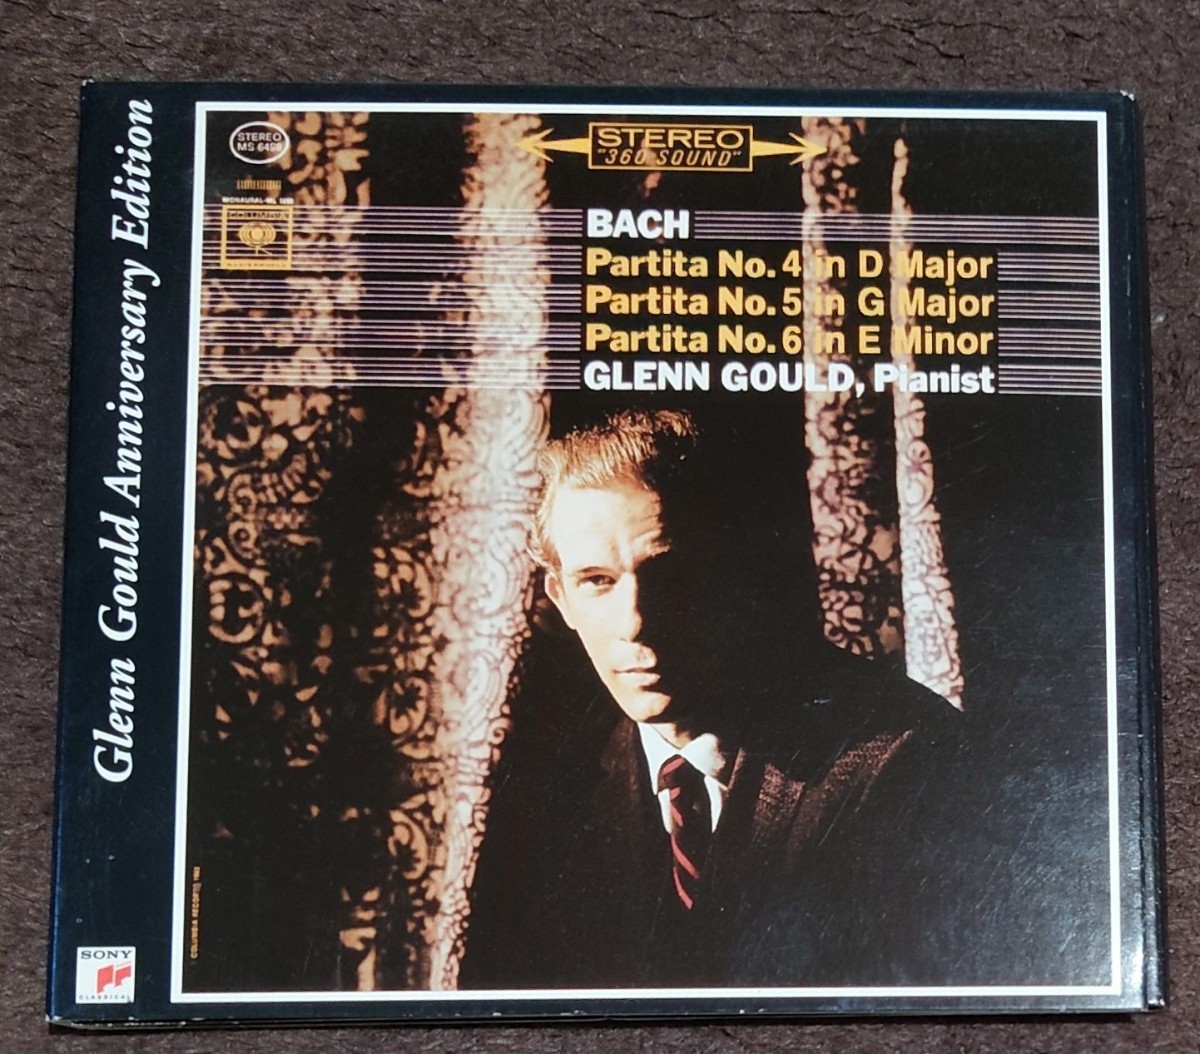 Glenn Gould Anniversary Edition
STEREO
"360 SOUND"
STEREO
MS 6498
COLUMBIA
BACH
Partita No. 4 in D Major
Partita No. 5 in G Major
Partita No. 6 in E Minor
GLENN GOULD, Pianist
SONY
CLASSICAL